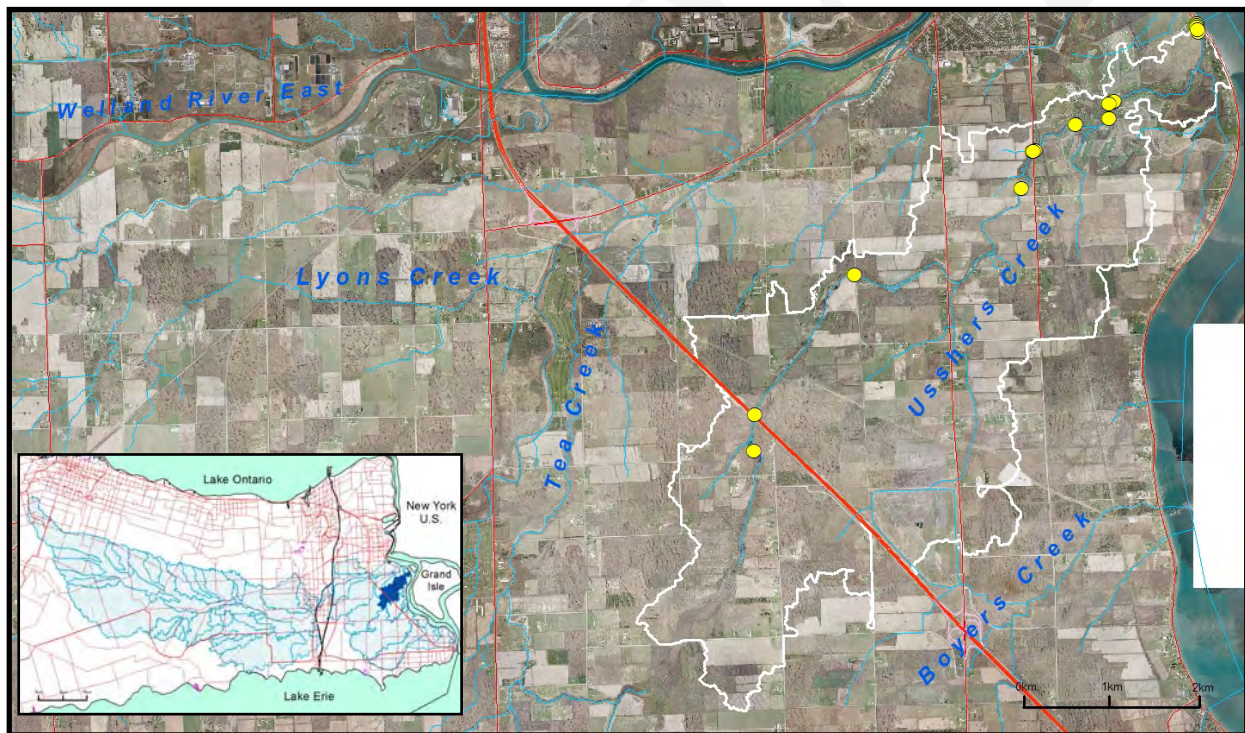 Welland River East
Lyons Creek
Tea Creek
Usshers Creek
Boyers Creek
0km 1km 2km
Lake Ontario
New York
U.S.
Grand
Isle
Lake Erie